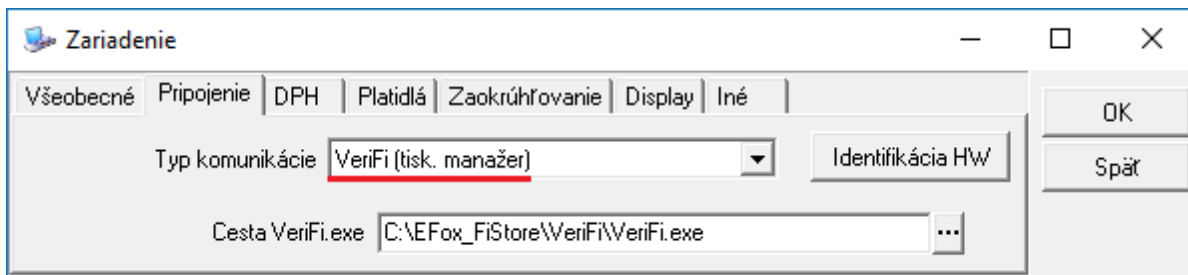 Zariadenie
Všeobecné Pripojenie DPH Platidlá Zaokrúhľovanie Display Iné
OK
Typ komunikácie VeriFi (tisk. manažer) Identifikácia HW
Späť
Cesta VeriFi.exe C:\EFox_FiStore\VeriFi\VeriFi.exe ...